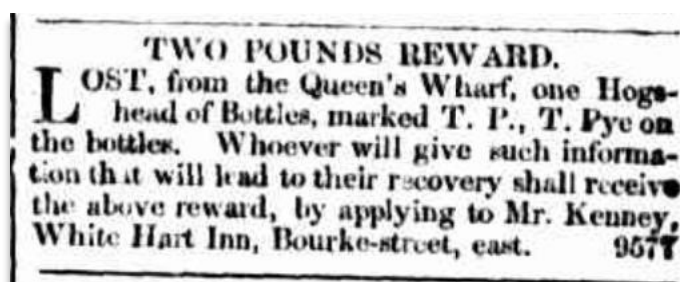 TWO POUNDS REWARD.
LOST, from the Queen's Wharf, one Hogs-
head of Bottles, marked T. P., T. Pye on
the bottles. Whoever will give such informa-
tion that will lead to their recovery shall receive
the above reward, by applying to Mr. Kenney,
White Hart Inn, Bourke-street, east. 9577